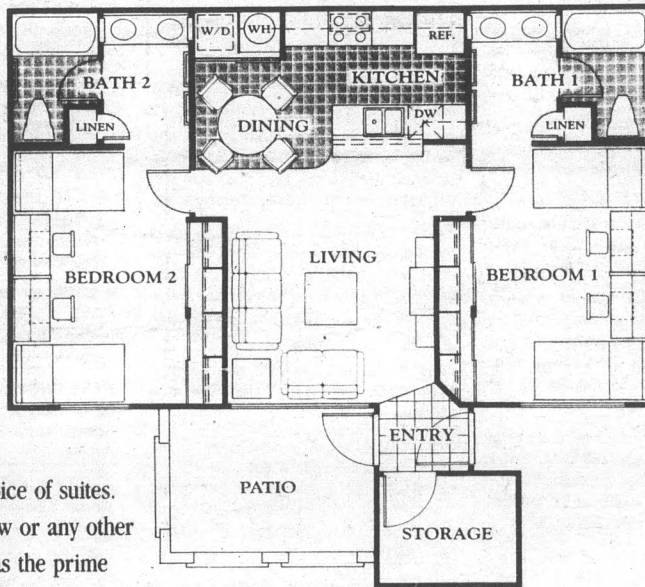 W/D
WH
REF.
BATH 2
KITCHEN
BATH 1
LINEN
DINING
DW
LINEN
LIVING
BEDROOM 2
BEDROOM 1
ENTRY
PATIO
STORAGE
ice of suites.
w or any other
as the prime